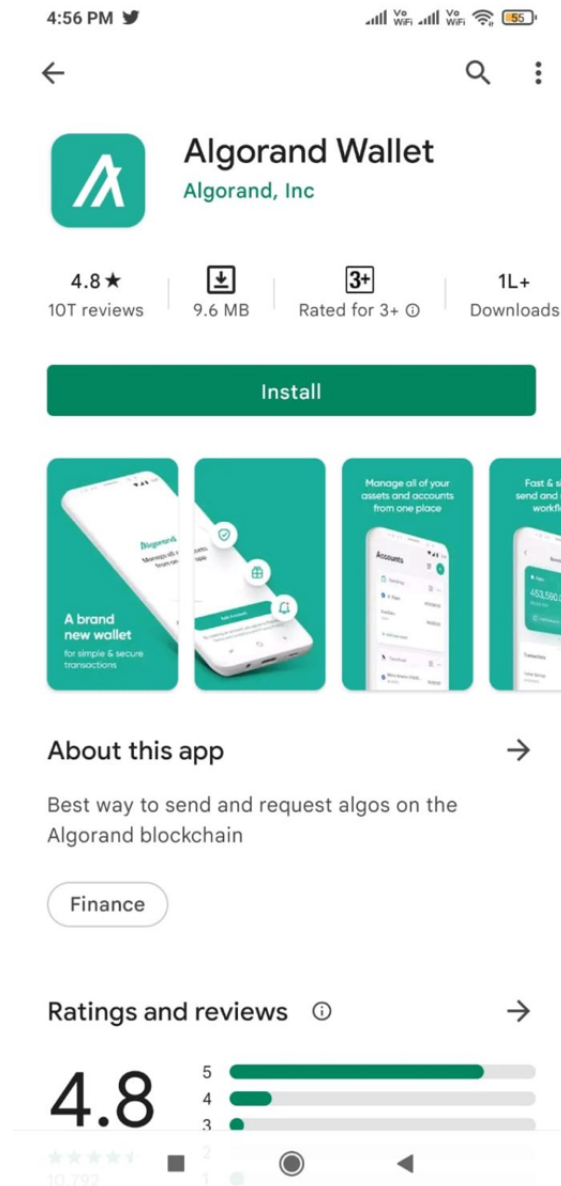 4:56 PM
Vo WiFi
Vo WiFi
55
Algorand Wallet
Algorand, Inc
4.8★
10T reviews
9.6 MB
3+
Rated for 3+
1L+
Downloads
Install
A brand
new wallet
for simple & secure
transactions
Manage all of your
assets and accounts
from one place
Accounts
Fast & s
send and
workfl
About this app
Best way to send and request algos on the
Algorand blockchain
Finance
Ratings and reviews
4.8
5
4
3
2
1
10,792